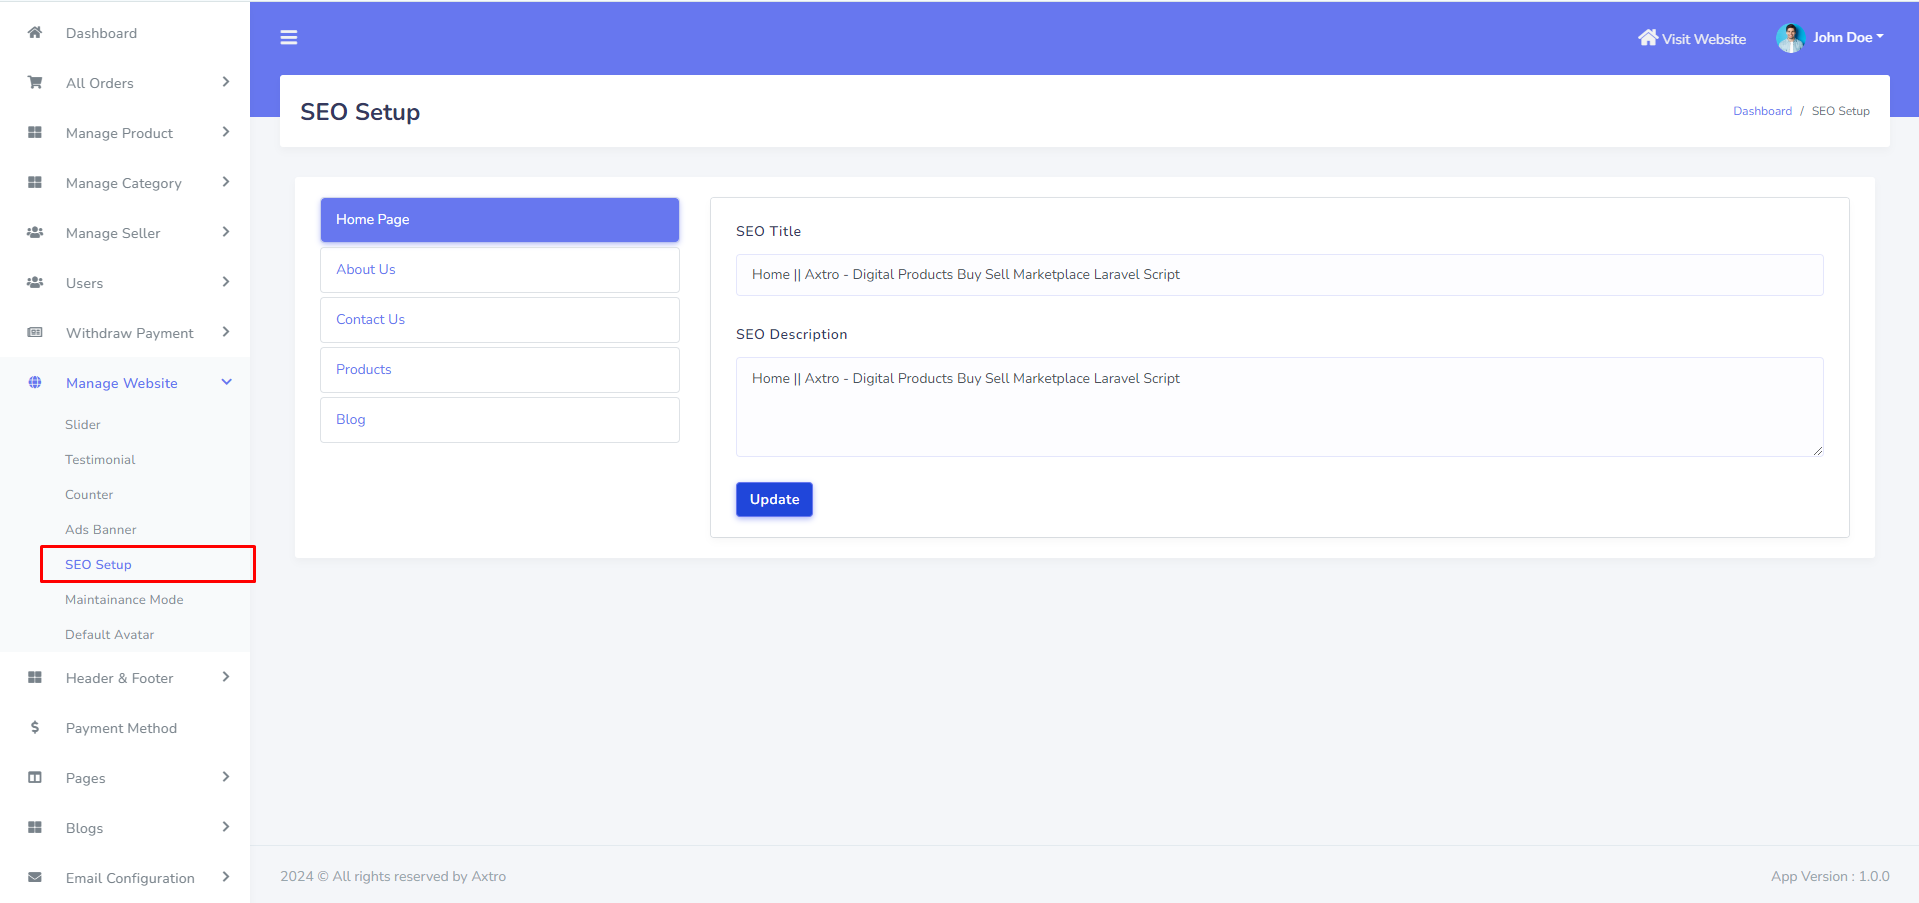 Dashboard
All Orders
Manage Product
Manage Category
Manage Seller
Users
Withdraw Payment
Manage Website
Slider
Testimonial
Counter
Ads Banner
SEO Setup
Maintainance Mode
Default Avatar
Header & Footer
Payment Method
Pages
Blogs
Email Configuration
Visit Website
John Doe
SEO Setup
Dashboard / SEO Setup
Home Page
About Us
Contact Us
Products
Blog
SEO Title
Home || Axtro - Digital Products Buy Sell Marketplace Laravel Script
SEO Description
Home || Axtro - Digital Products Buy Sell Marketplace Laravel Script
Update
2024 © All rights reserved by Axtro
App Version : 1.0.0